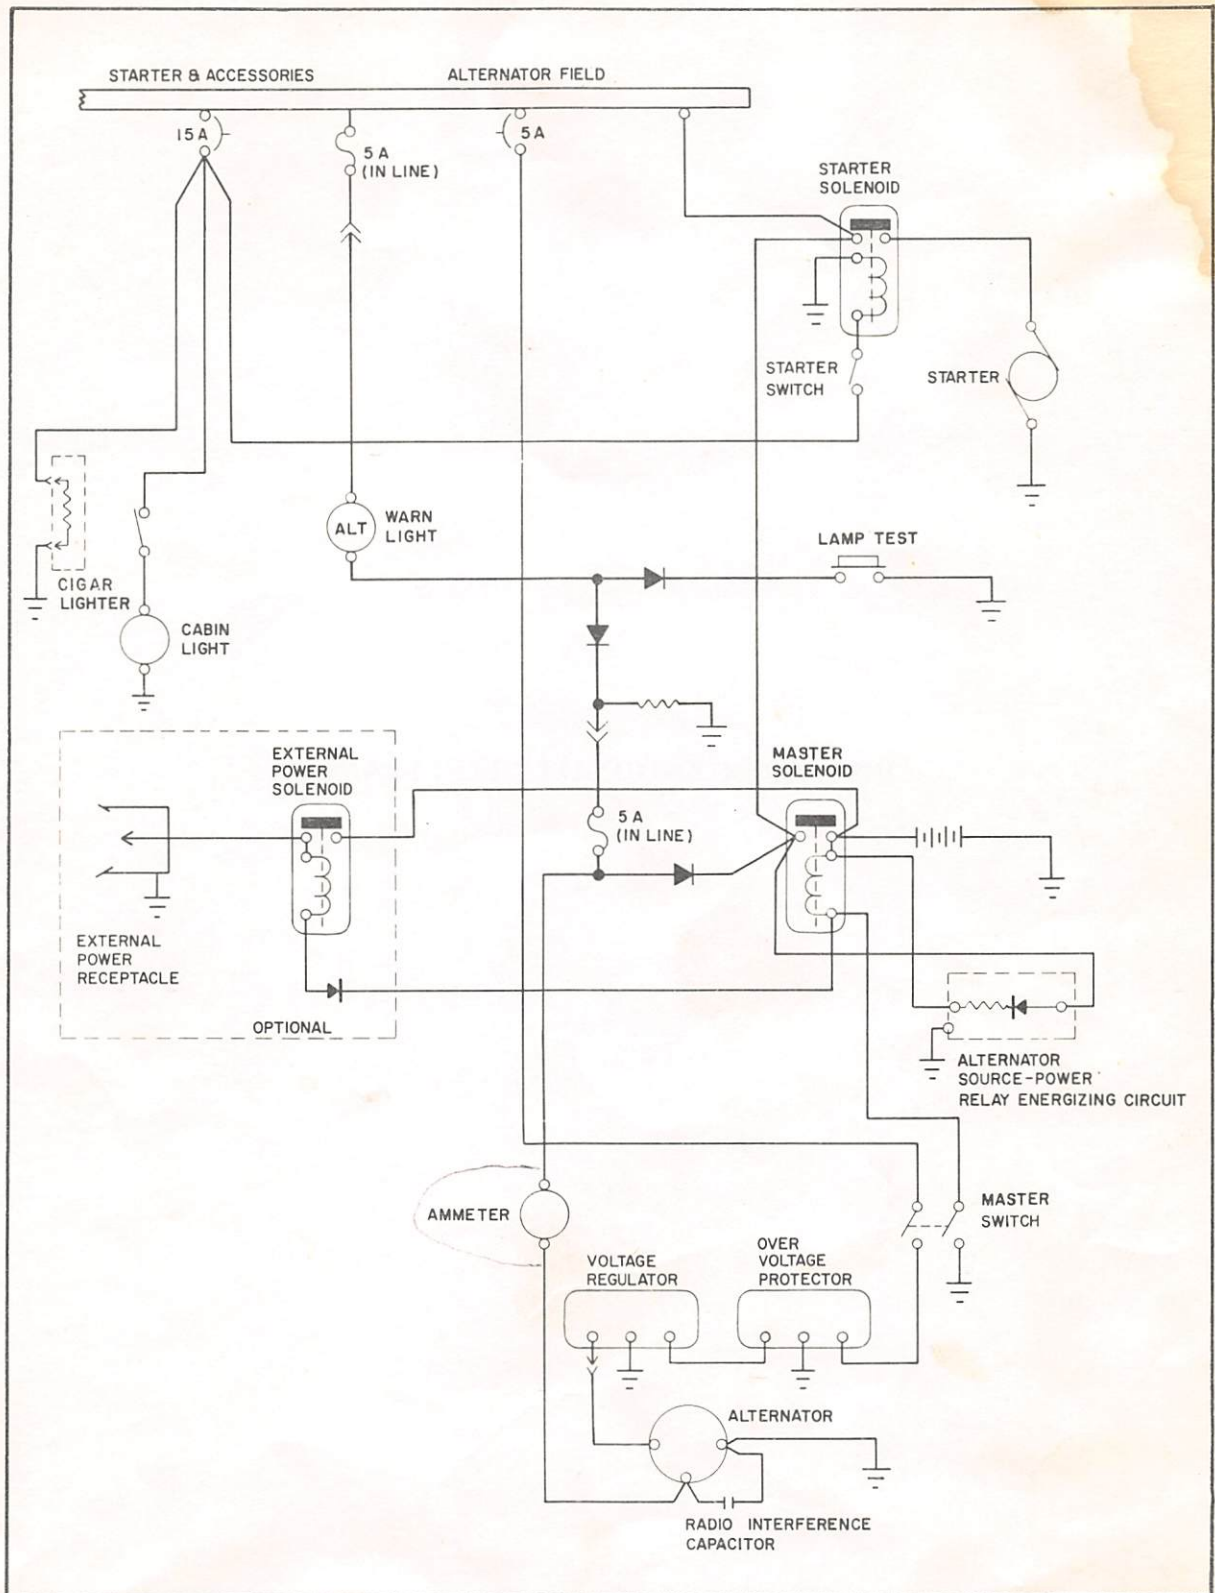 STARTER & ACCESSORIES
ALTERNATOR FIELD
15A
5A
(IN LINE)
5A
STARTER
SOLENOID
STARTER
SWITCH
STARTER
ALT
WARN
LIGHT
LAMP TEST
CIGAR
LIGHTER
CABIN
LIGHT
EXTERNAL
POWER
SOLENOID
MASTER
SOLENOID
5A
(IN LINE)
EXTERNAL
POWER
RECEPTACLE
OPTIONAL
ALTERNATOR
SOURCE-POWER
RELAY ENERGIZING CIRCUIT
AMMETER
MASTER
SWITCH
VOLTAGE
REGULATOR
OVER
VOLTAGE
PROTECTOR
ALTERNATOR
RADIO INTERFERENCE
CAPACITOR